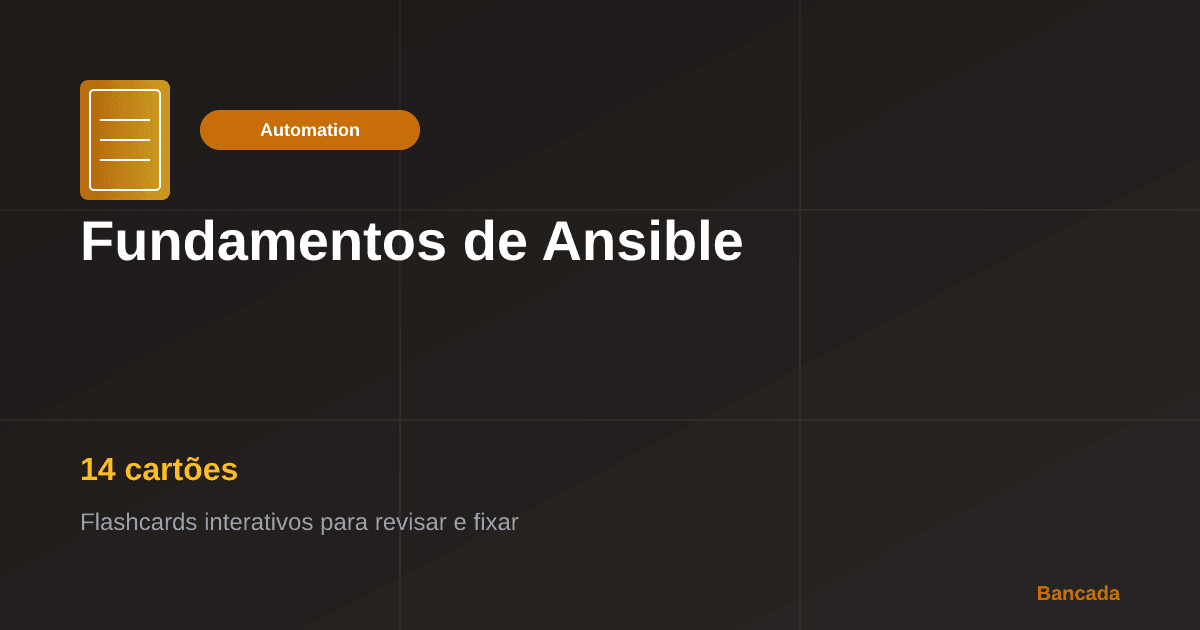 Automation
Fundamentos de Ansible
14 cartões
Flashcards interativos para revisar e fixar
Bancada